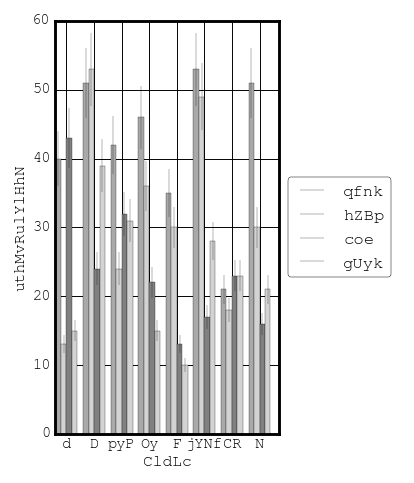 60
50
40
30
20
10
0
uthMvRulYlHhN
d D pyP Oy F jYNf CR N
CldLc
qfnk
hZBp
coe
gUyk